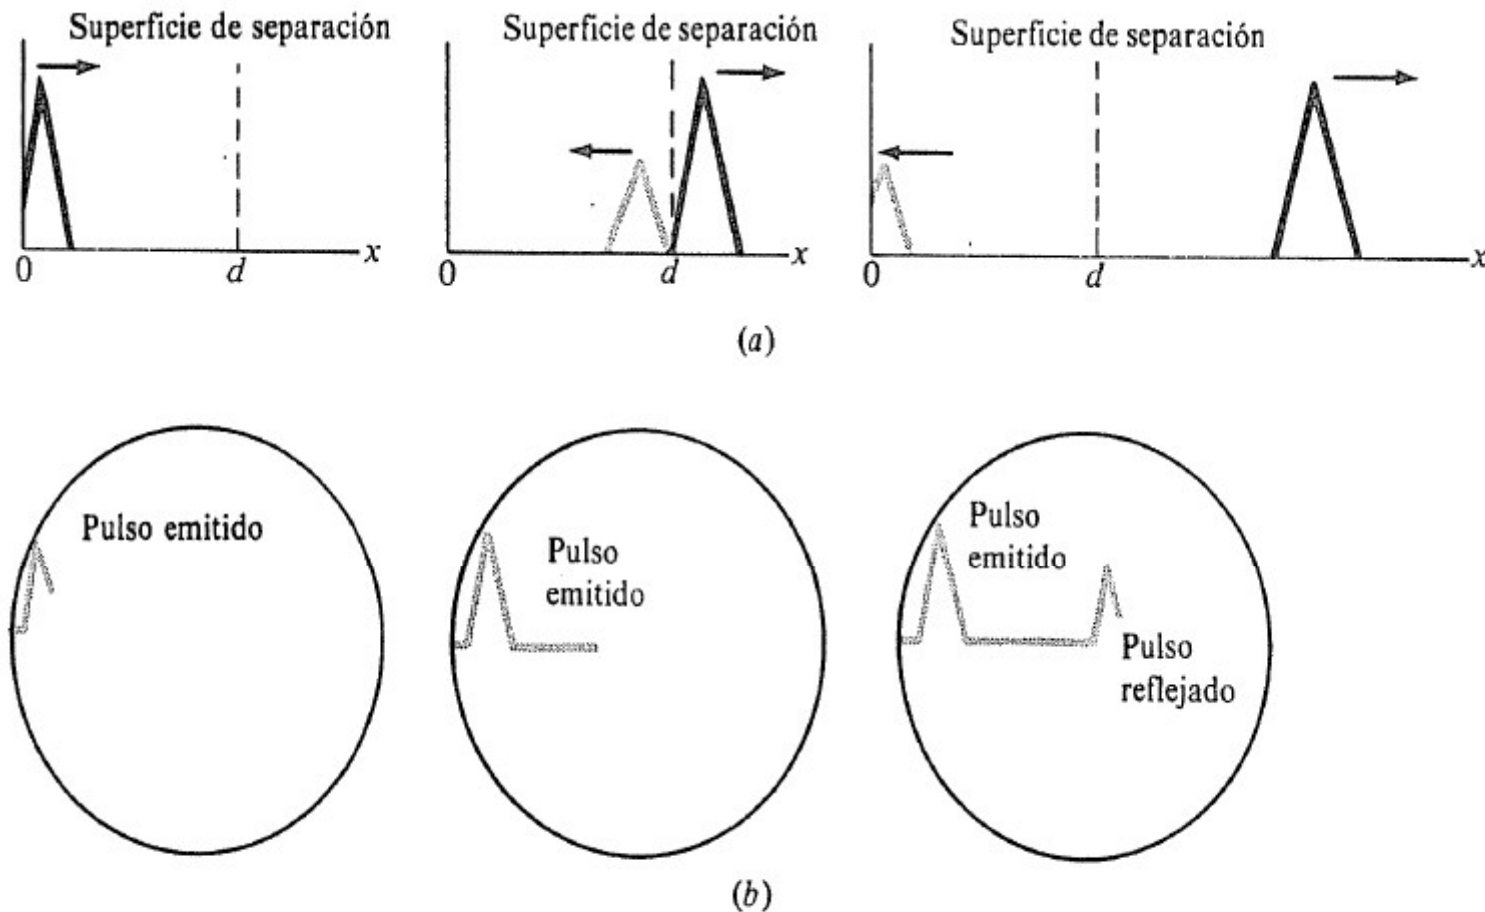 Superficie de separación
0
d
x
Superficie de separación
0
d
x
Superficie de separación
0
d
x
(a)
Pulso emitido
Pulso
emitido
Pulso
emitido
Pulso
reflejado
(b)